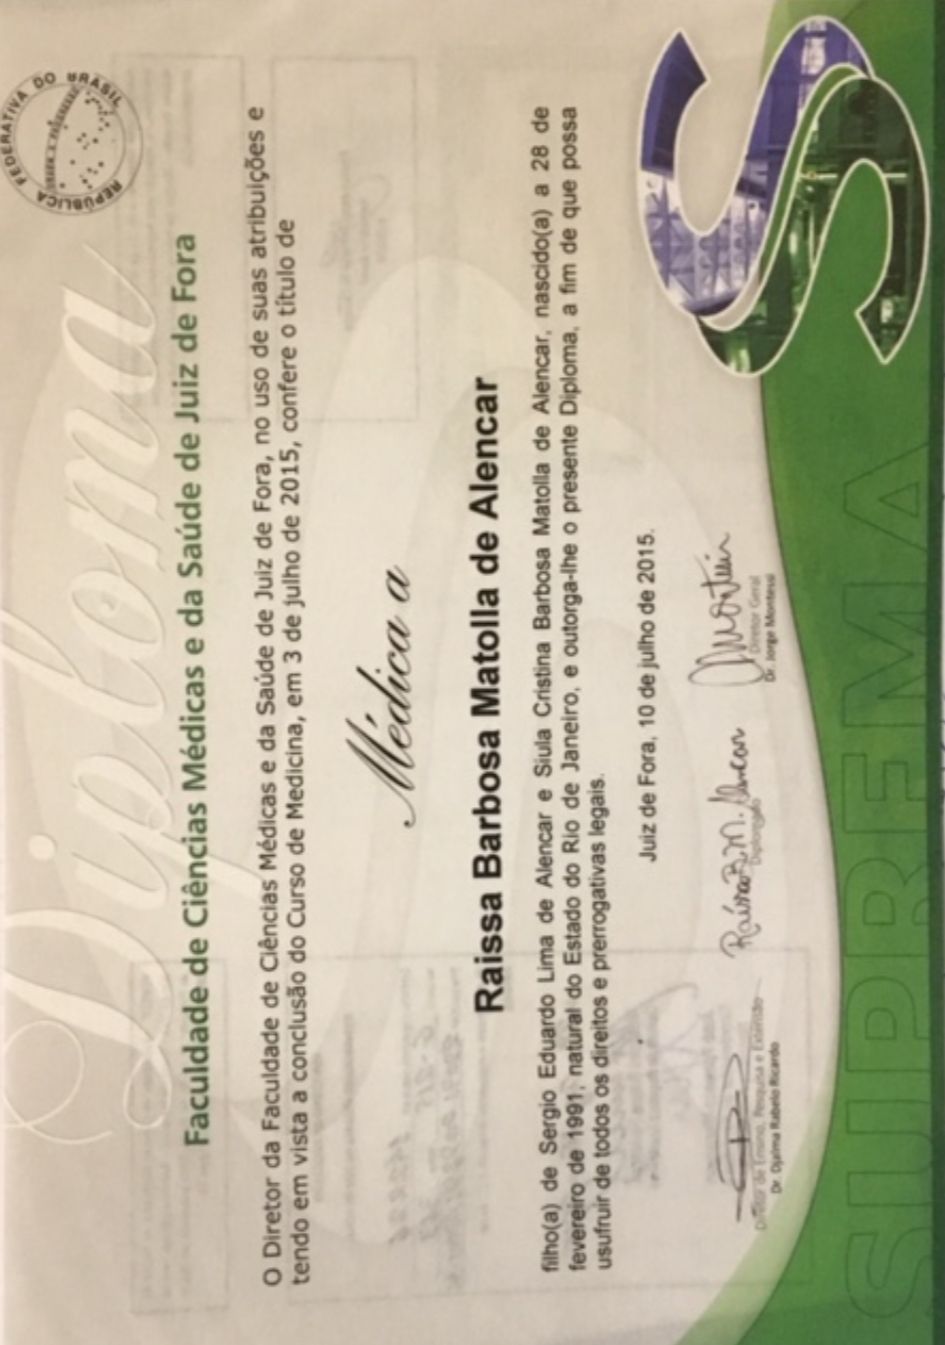 REPÚBLICA FEDERATIVA DO BRASIL
Diploma
Faculdade de Ciências Médicas e da Saúde de Juiz de Fora
O Diretor da Faculdade de Ciências Médicas e da Saúde de Juiz de Fora, no uso de suas atribuições e
tendo em vista a conclusão do Curso de Medicina, em 3 de julho de 2015, confere o título de
Médica a
Raissa Barbosa Matolla de Alencar
filho(a) de Sergio Eduardo Lima de Alencar e Siula Cristina Barbosa Matolla de Alencar, nascido(a) a 28 de
fevereiro de 1991, natural do Estado do Rio de Janeiro, e outorga-lhe o presente Diploma, a fim de que possa
usufruir de todos os direitos e prerrogativas legais.
Juiz de Fora, 10 de julho de 2015.
Raissa B. M. Alencar
Diretor de Ensino, Pesquisa e Extensão
Dr. Djalma Rabelo Ricardo
Diplomado
Diretor Geral
Dr. Jorge Montessi
SUPREMA